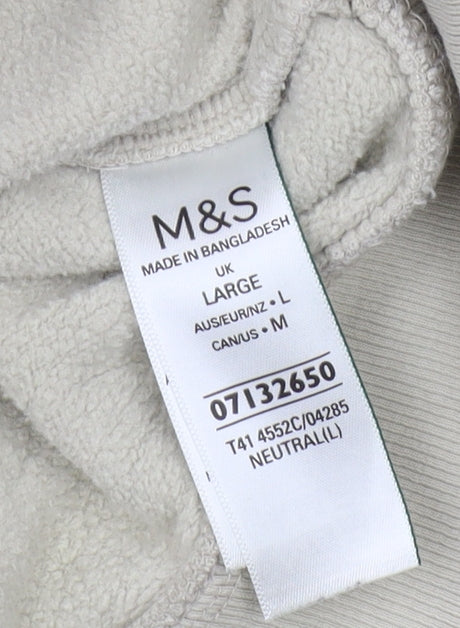 M&S
MADE IN BANGLADESH
UK
LARGE
AUS/EUR/NZ • L
CAN/US • M
07132650
T41 4552C/04285
NEUTRAL(L)